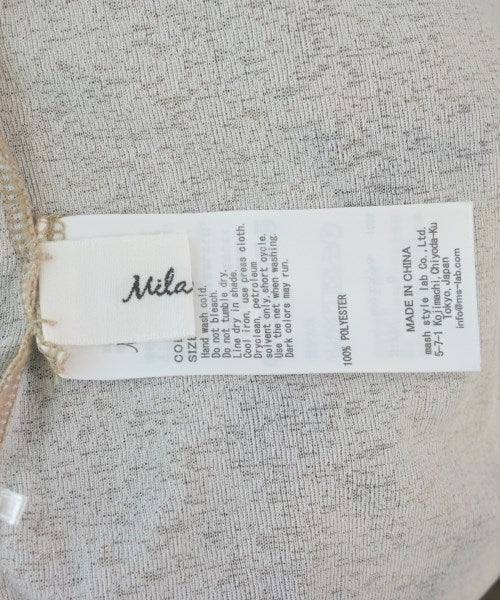 Mila
CO
SIZ
Hand wash cold.
Do not bleach.
Do not tumble dry.
Line dry in shade.
Cool iron, use press cloth.
Dryclean, petroleum
solvent only, short cycle.
Use the net when washing.
Dark colors may run.
100% POLYESTER
MADE IN CHINA
mash style lab Co., Ltd.
5-7-1 Kojimachi, Chiyoda-Ku
Tokyo, Japan
info@ms-lab.com